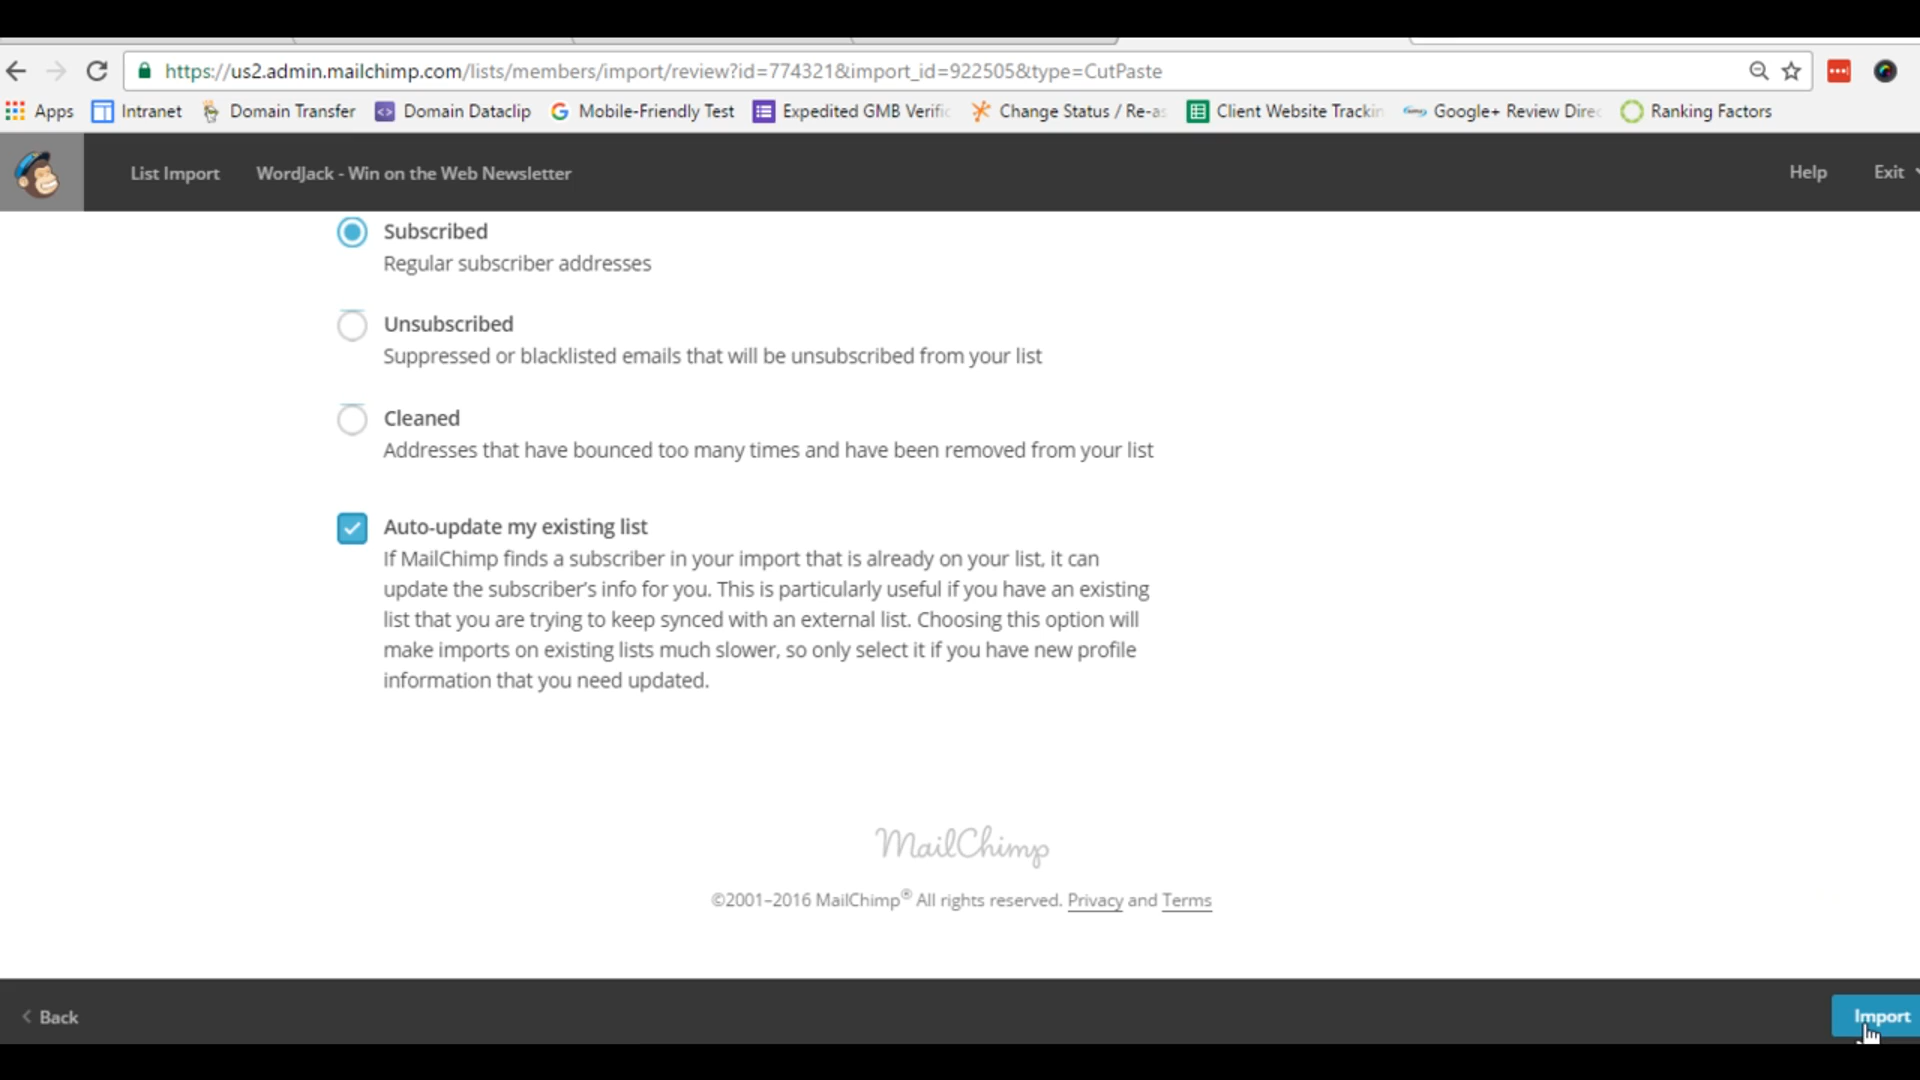 https://us2.admin.mailchimp.com/lists/members/import/review?id=774321&import_id=922505&type=CutPaste
Apps Intranet Domain Transfer Domain Dataclip Mobile-Friendly Test Expedited GMB Verific Change Status / Re-as Client Website Trackin Google+ Review Dire Ranking Factors
List Import WordJack - Win on the Web Newsletter Help Exit
Subscribed
Regular subscriber addresses
Unsubscribed
Suppressed or blacklisted emails that will be unsubscribed from your list
Cleaned
Addresses that have bounced too many times and have been removed from your list
Auto-update my existing list
If MailChimp finds a subscriber in your import that is already on your list, it can
update the subscriber's info for you. This is particularly useful if you have an existing
list that you are trying to keep synced with an external list. Choosing this option will
make imports on existing lists much slower, so only select it if you have new profile
information that you need updated.
MailChimp
©2001–2016 MailChimp® All rights reserved. Privacy and Terms
Back Import